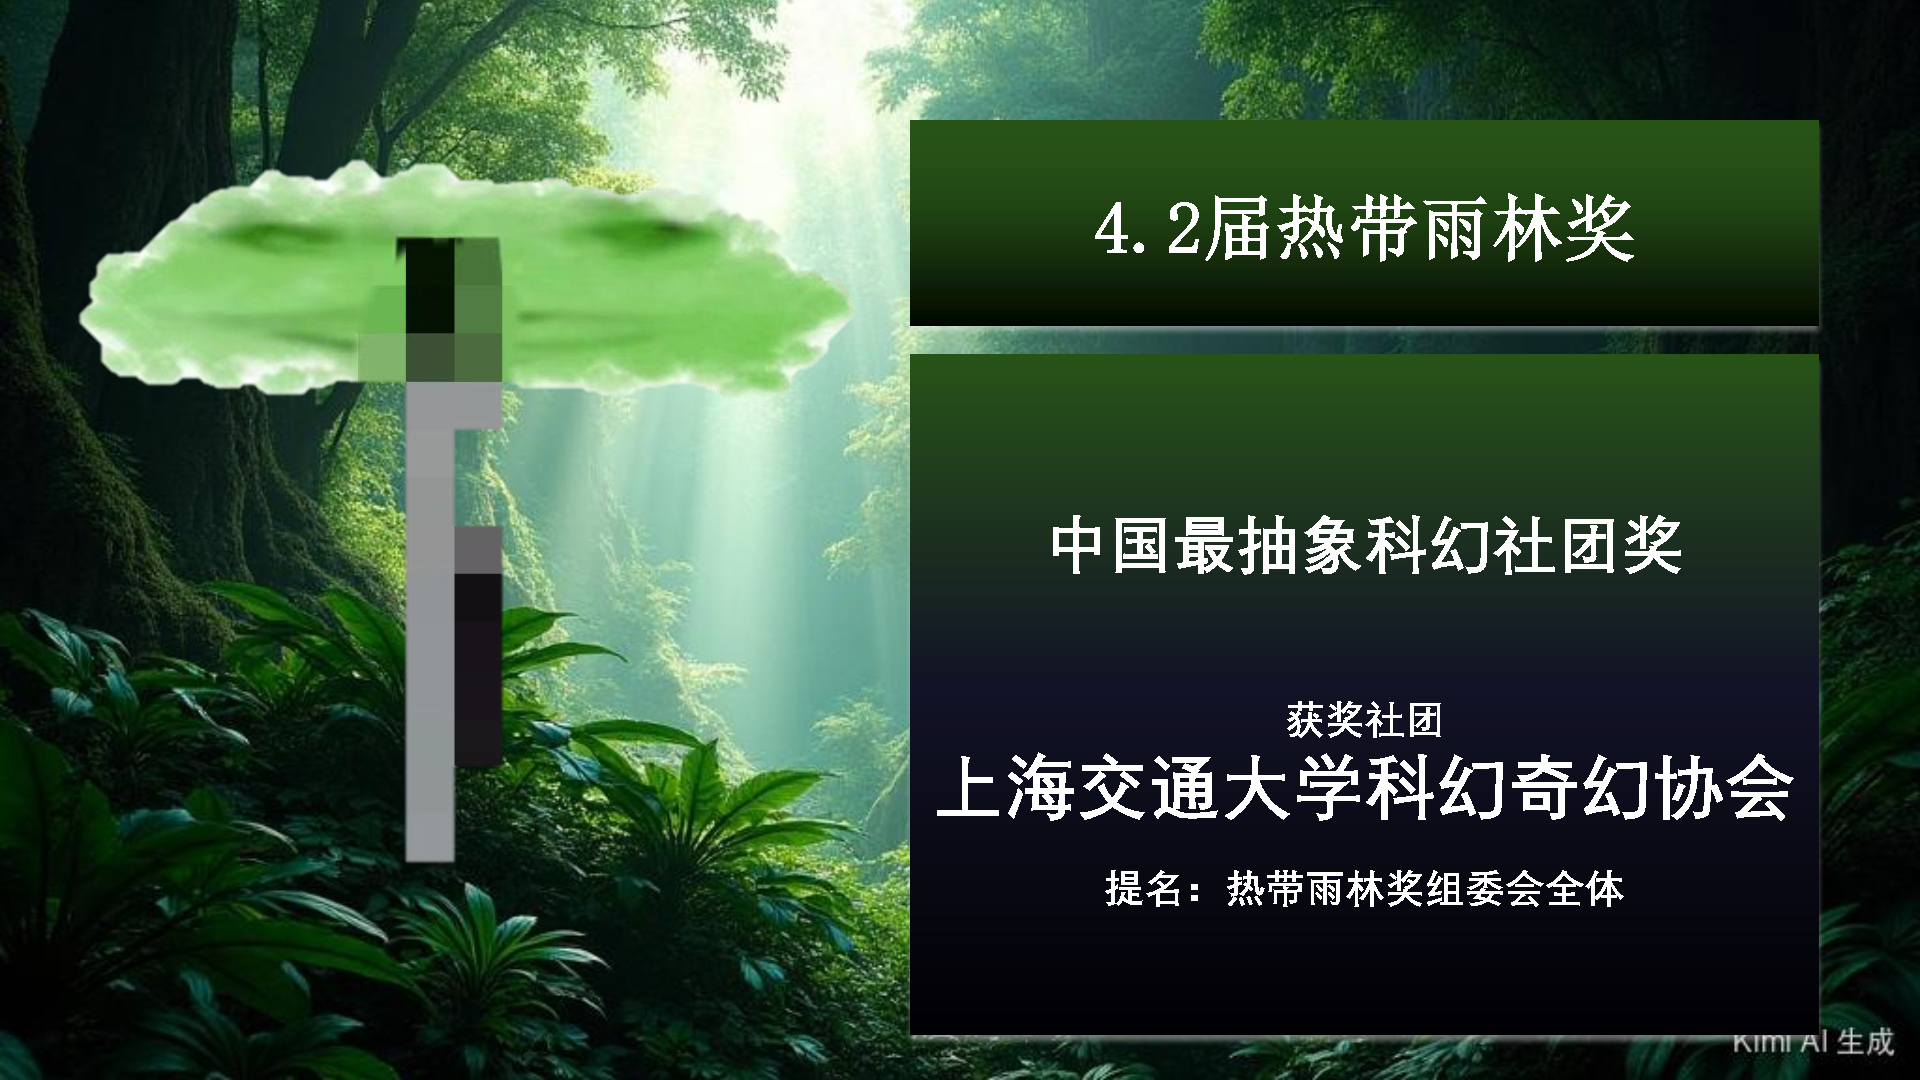 4.2届热带雨林奖
中国最抽象科幻社团奖
获奖社团
上海交通大学科幻奇幻协会
提名：热带雨林奖组委会全体
Kimi AI 生成